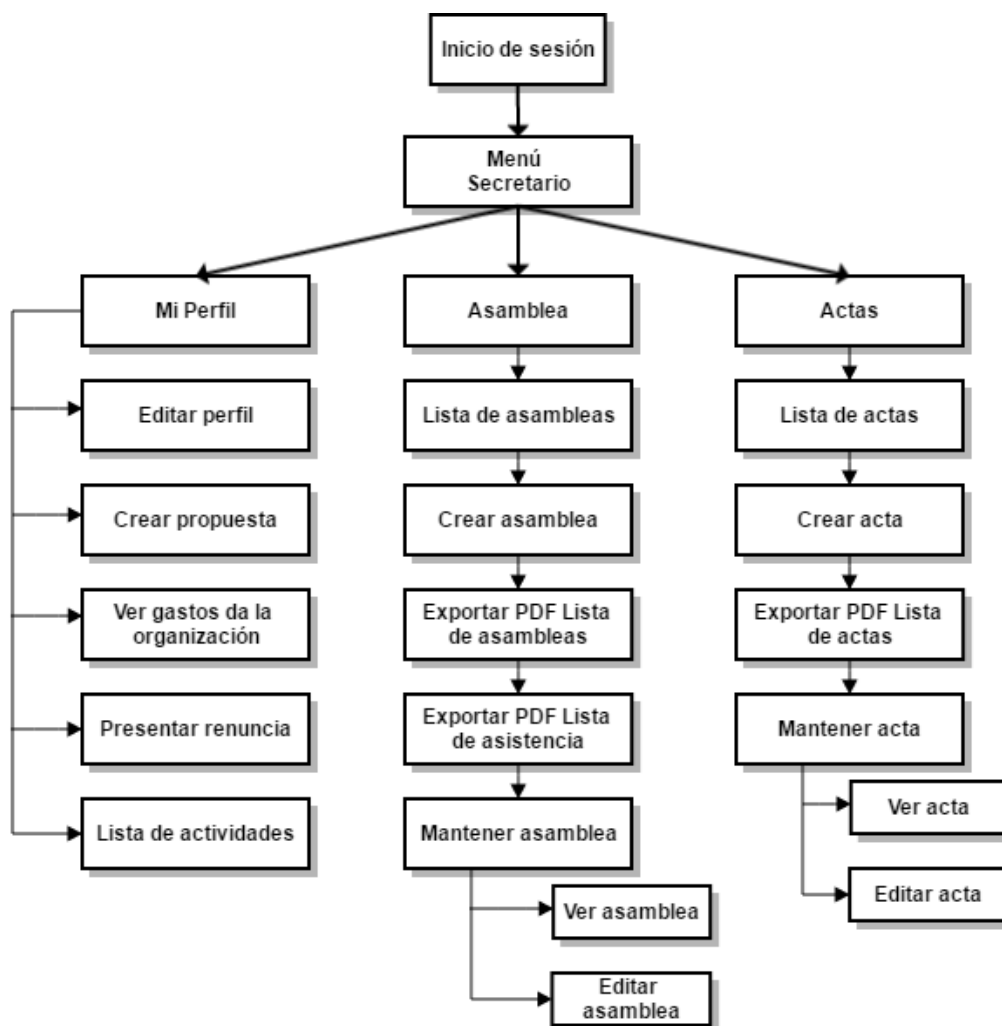 Inicio de sesión
Menú
Secretario
Mi Perfil
Asamblea
Actas
Editar perfil
Lista de asambleas
Lista de actas
Crear propuesta
Crear asamblea
Crear acta
Ver gastos da la
organización
Exportar PDF Lista
de asambleas
Exportar PDF Lista
de actas
Presentar renuncia
Exportar PDF Lista
de asistencia
Mantener acta
Lista de actividades
Mantener asamblea
Ver acta
Editar acta
Ver asamblea
Editar
asamblea